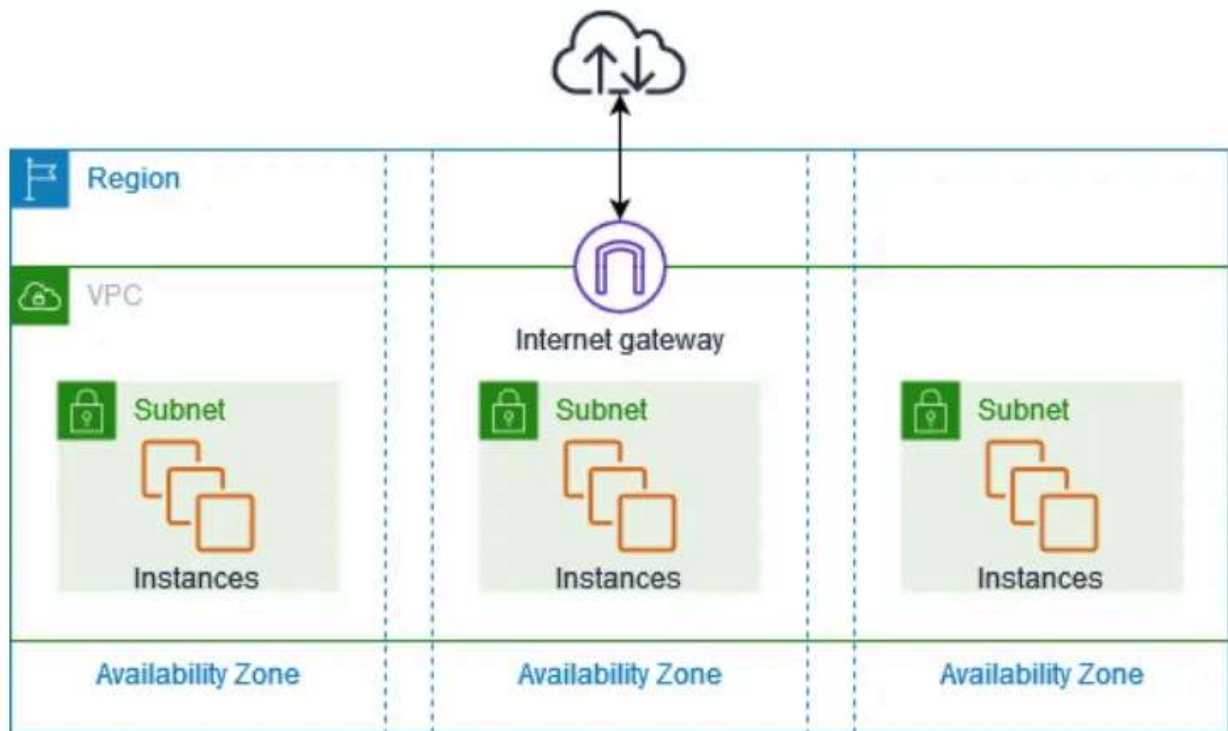 Region
VPC
Internet gateway
Subnet
Subnet
Subnet
Instances
Instances
Instances
Availability Zone
Availability Zone
Availability Zone